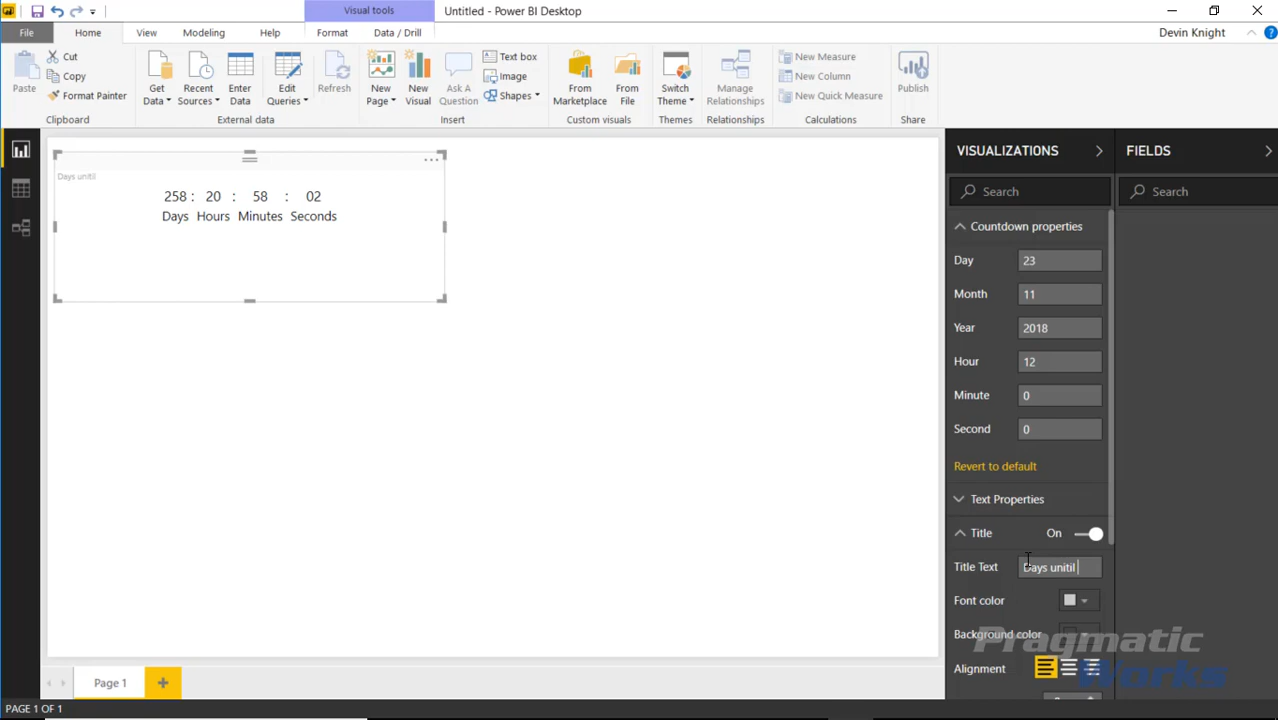 Visual tools
Untitled - Power BI Desktop
File
Home
View
Modeling
Help
Format
Data / Drill
Devin Knight
Paste
Cut
Copy
Format Painter
Clipboard
Get Data
Recent Sources
Enter Data
Edit Queries
Refresh
External data
New Page
New Visual
Ask A Question
Text box
Image
Shapes
Insert
From Marketplace
From File
Custom visuals
Switch Theme
Themes
Manage Relationships
Relationships
New Measure
New Column
New Quick Measure
Calculations
Publish
Share
Days unitil
258 : 20 : 58 : 02
Days Hours Minutes Seconds
VISUALIZATIONS
Search
Countdown properties
Day 23
Month 11
Year 2018
Hour 12
Minute 0
Second 0
Revert to default
Text Properties
Title On
Title Text Days unitil
Font color
Background color
Alignment
FIELDS
Search
Pragmatic
Works
Page 1
PAGE 1 OF 1